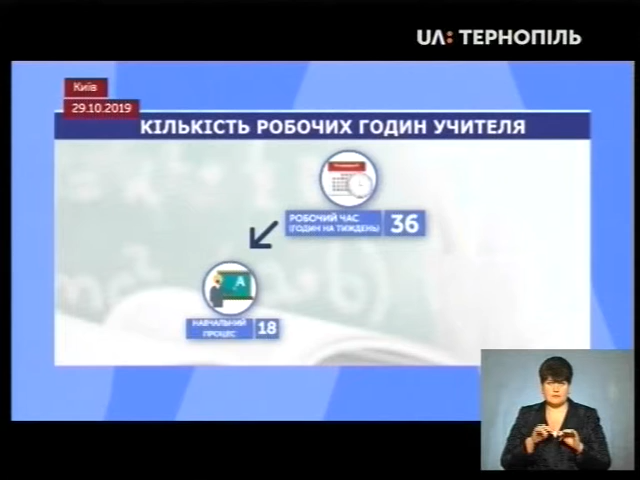 UA: ТЕРНОПІЛЬ
Київ
29.10.2019
КІЛЬКІСТЬ РОБОЧИХ ГОДИН УЧИТЕЛЯ
РОБОЧИЙ ЧАС
(ГОДИН НА ТИЖДЕНЬ)
36
A
НАВЧАЛЬНИЙ
ПРОЦЕС
18